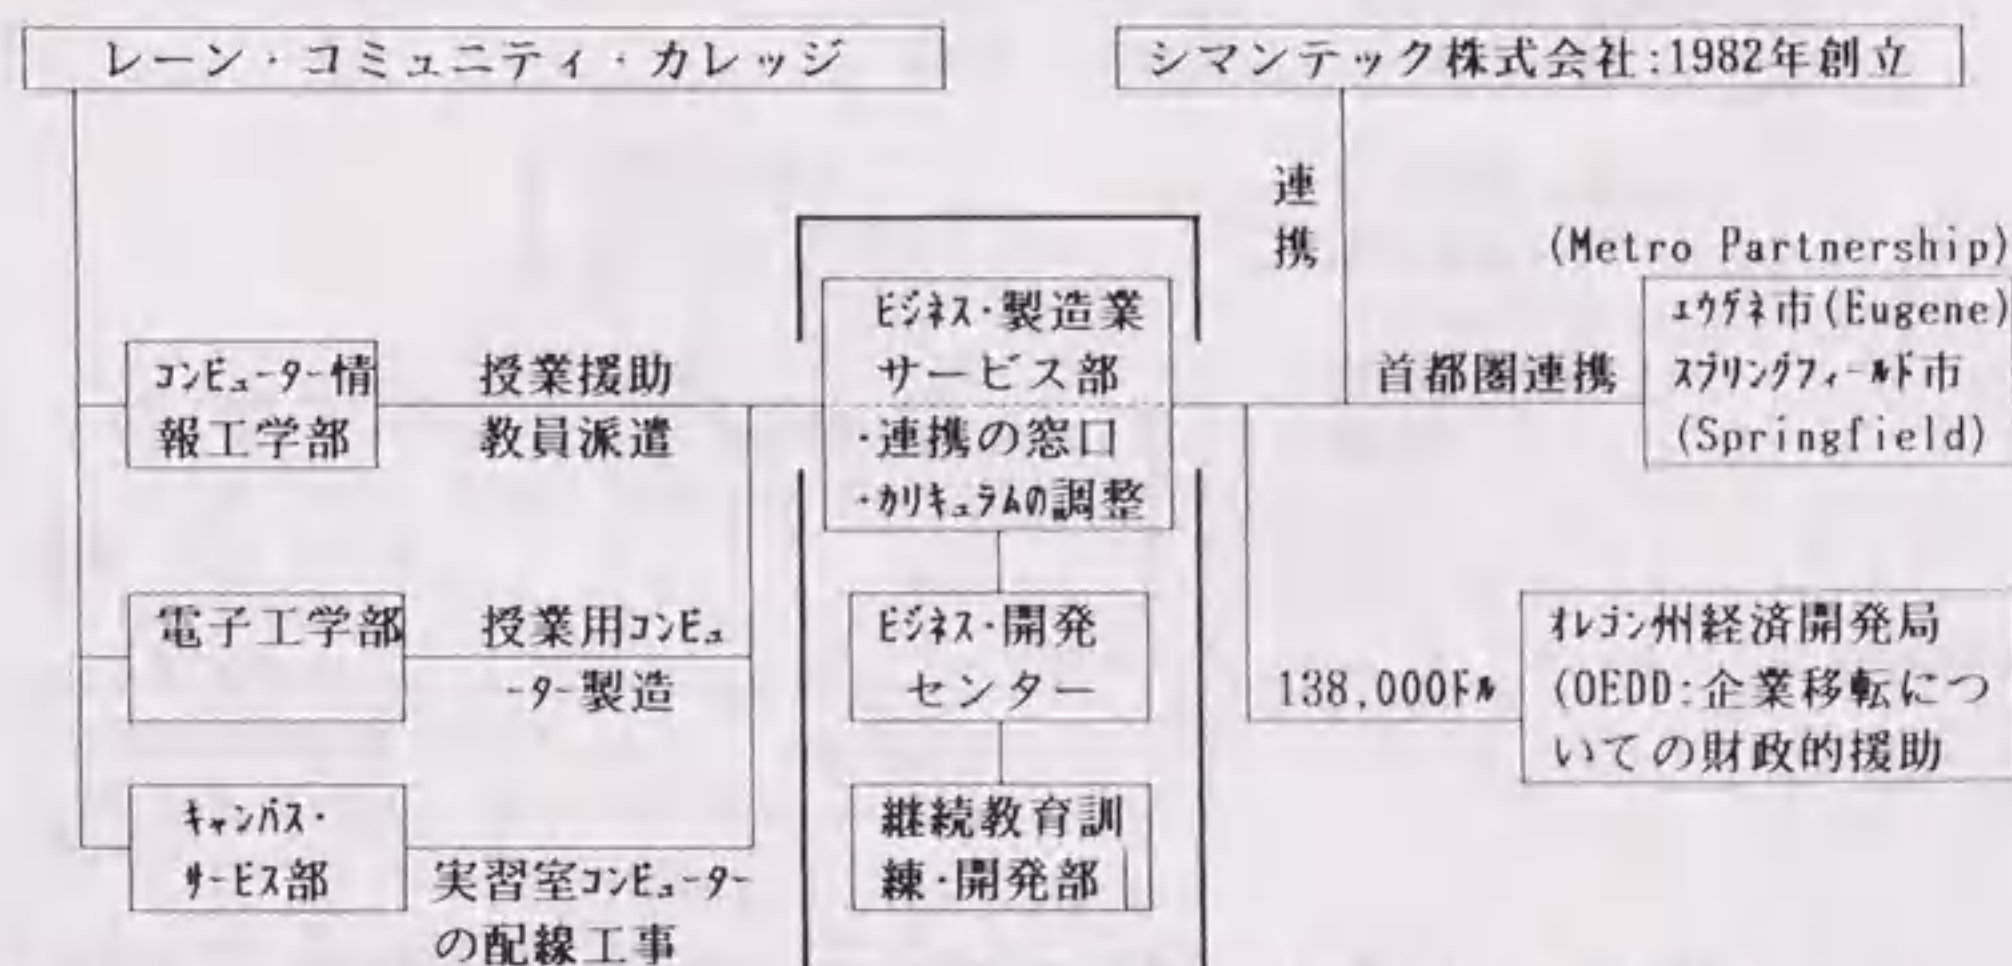 レーン・コミュニティ・カレッジ
シマンテック株式会社:1982年創立
連
携
(Metro Partnership)
ビジネス・製造業
サービス部
・連携の窓口
・カリキュラムの調整
首都圏連携
エウゲネ市(Eugene)
スプリングフィールド市
(Springfield)
コンピューター情
報工学部
授業援助
教員派遣
電子工学部
授業用コンピュ
ーター製造
ビジネス・開発
センター
138,000ドル
オレゴン州経済開発局
(OEDD:企業移転につ
いての財政的援助
キャンパス・
サービス部
実習室コンピューター
の配線工事
継続教育訓
練・開発部